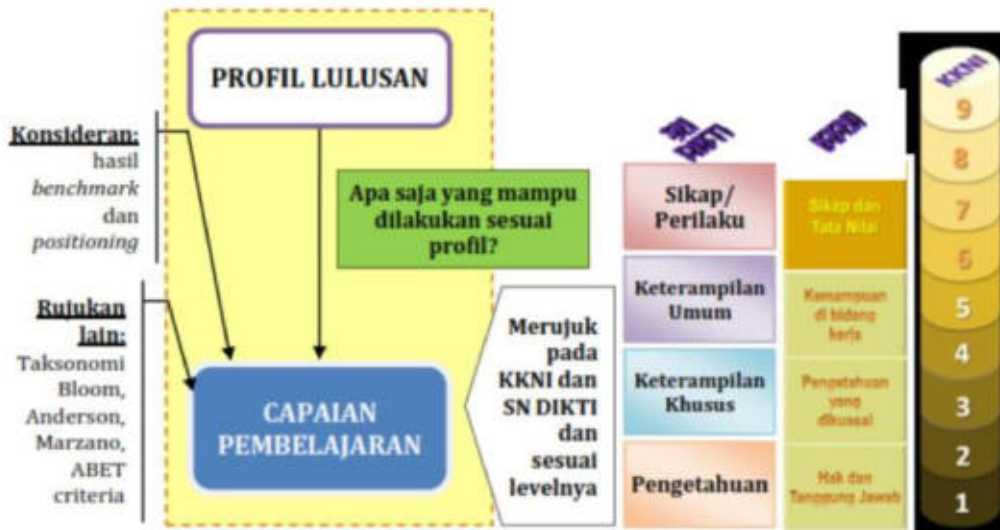 PROFIL LULUSAN
Konsideran:
hasil
benchmark
dan
positioning
Apa saja yang mampu
dilakukan sesuai
profil?
Rujukan
lain:
Taksonomi
Bloom,
Anderson,
Marzano,
ABET
criteria
CAPAIAN
PEMBELAJARAN
Merujuk
pada
KKNI dan
SN DIKTI
dan
sesuai
levelnya
DIKTI
Sikap/
Perilaku
Keterampilan
Umum
Keterampilan
Khusus
Pengetahuan
Sikap dan
Tata Nilai
Kemampuan
di bidang
kerja
Pengetahuan
yang
dikuasai
Hak dan
Tanggung Jawab
KKNI
9
8
7
6
5
4
3
2
1